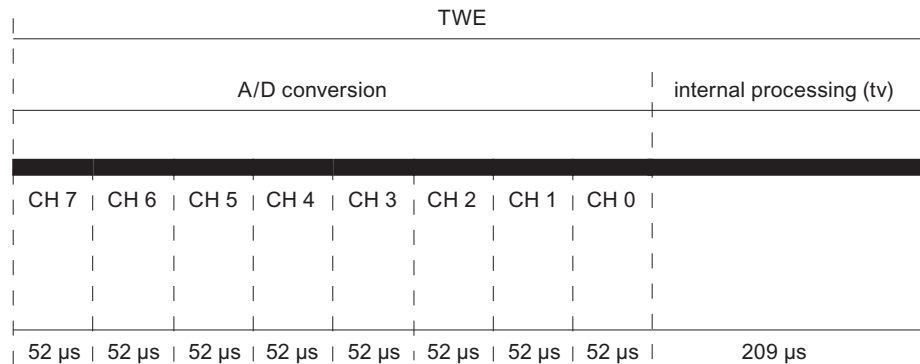 TWE
A/D conversion internal processing (tv)
CH 7 CH 6 CH 5 CH 4 CH 3 CH 2 CH 1 CH 0
52 µs 52 µs 52 µs 52 µs 52 µs 52 µs 52 µs 52 µs 209 µs